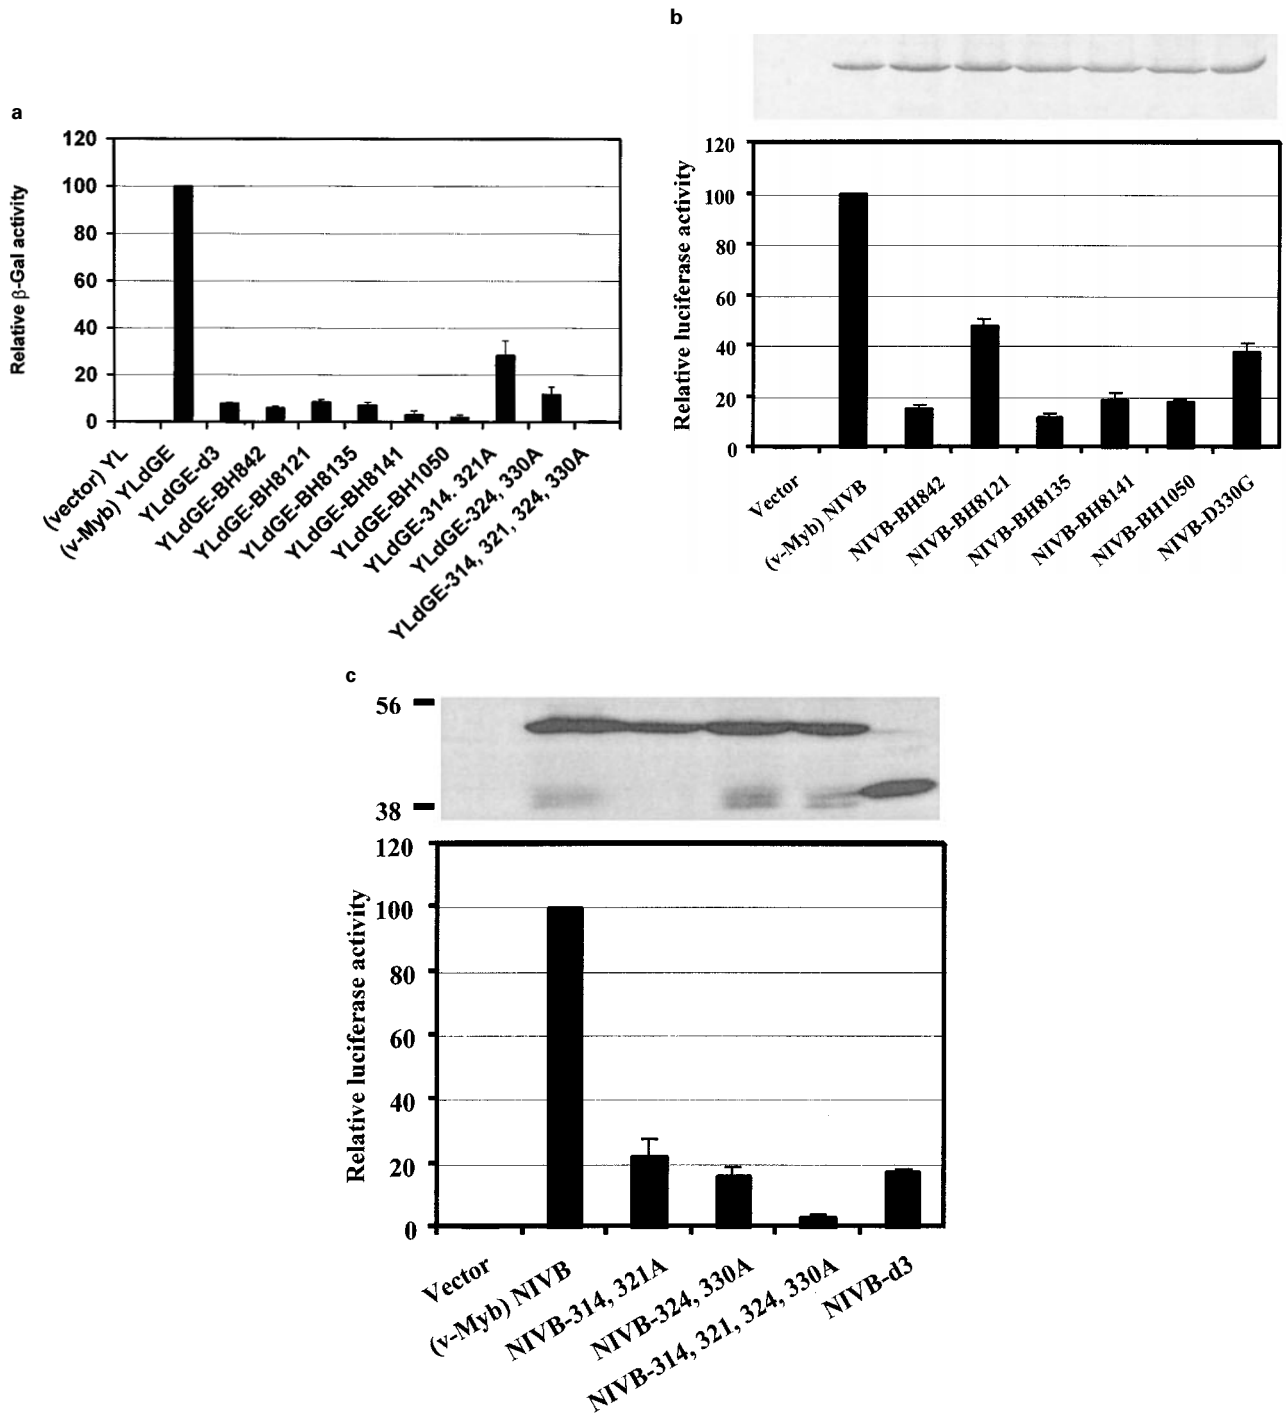 a
Relative β-Gal activity
120
100
80
60
40
20
0
(vector) YL
(v-Myb) YLdGE
YLdGE-d3
YLdGE-BH842
YLdGE-BH8121
YLdGE-BH8135
YLdGE-BH8141
YLdGE-BH1050
YLdGE-314. 321A
YLdGE-324, 330A
YLdGE-314, 321, 324, 330A
b
Relative luciferase activity
120
100
80
60
40
20
0
Vector
(v-Myb) NIVB
NIVB-BH842
NIVB-BH8121
NIVB-BH8135
NIVB-BH8141
NIVB-BH1050
NIVB-D330G
c
56
38
Relative luciferase activity
120
100
80
60
40
20
0
Vector
(v-Myb) NIVB
NIVB-314, 321A
NIVB-324, 330A
NIVB-314, 321, 324, 330A
NIVB-d3